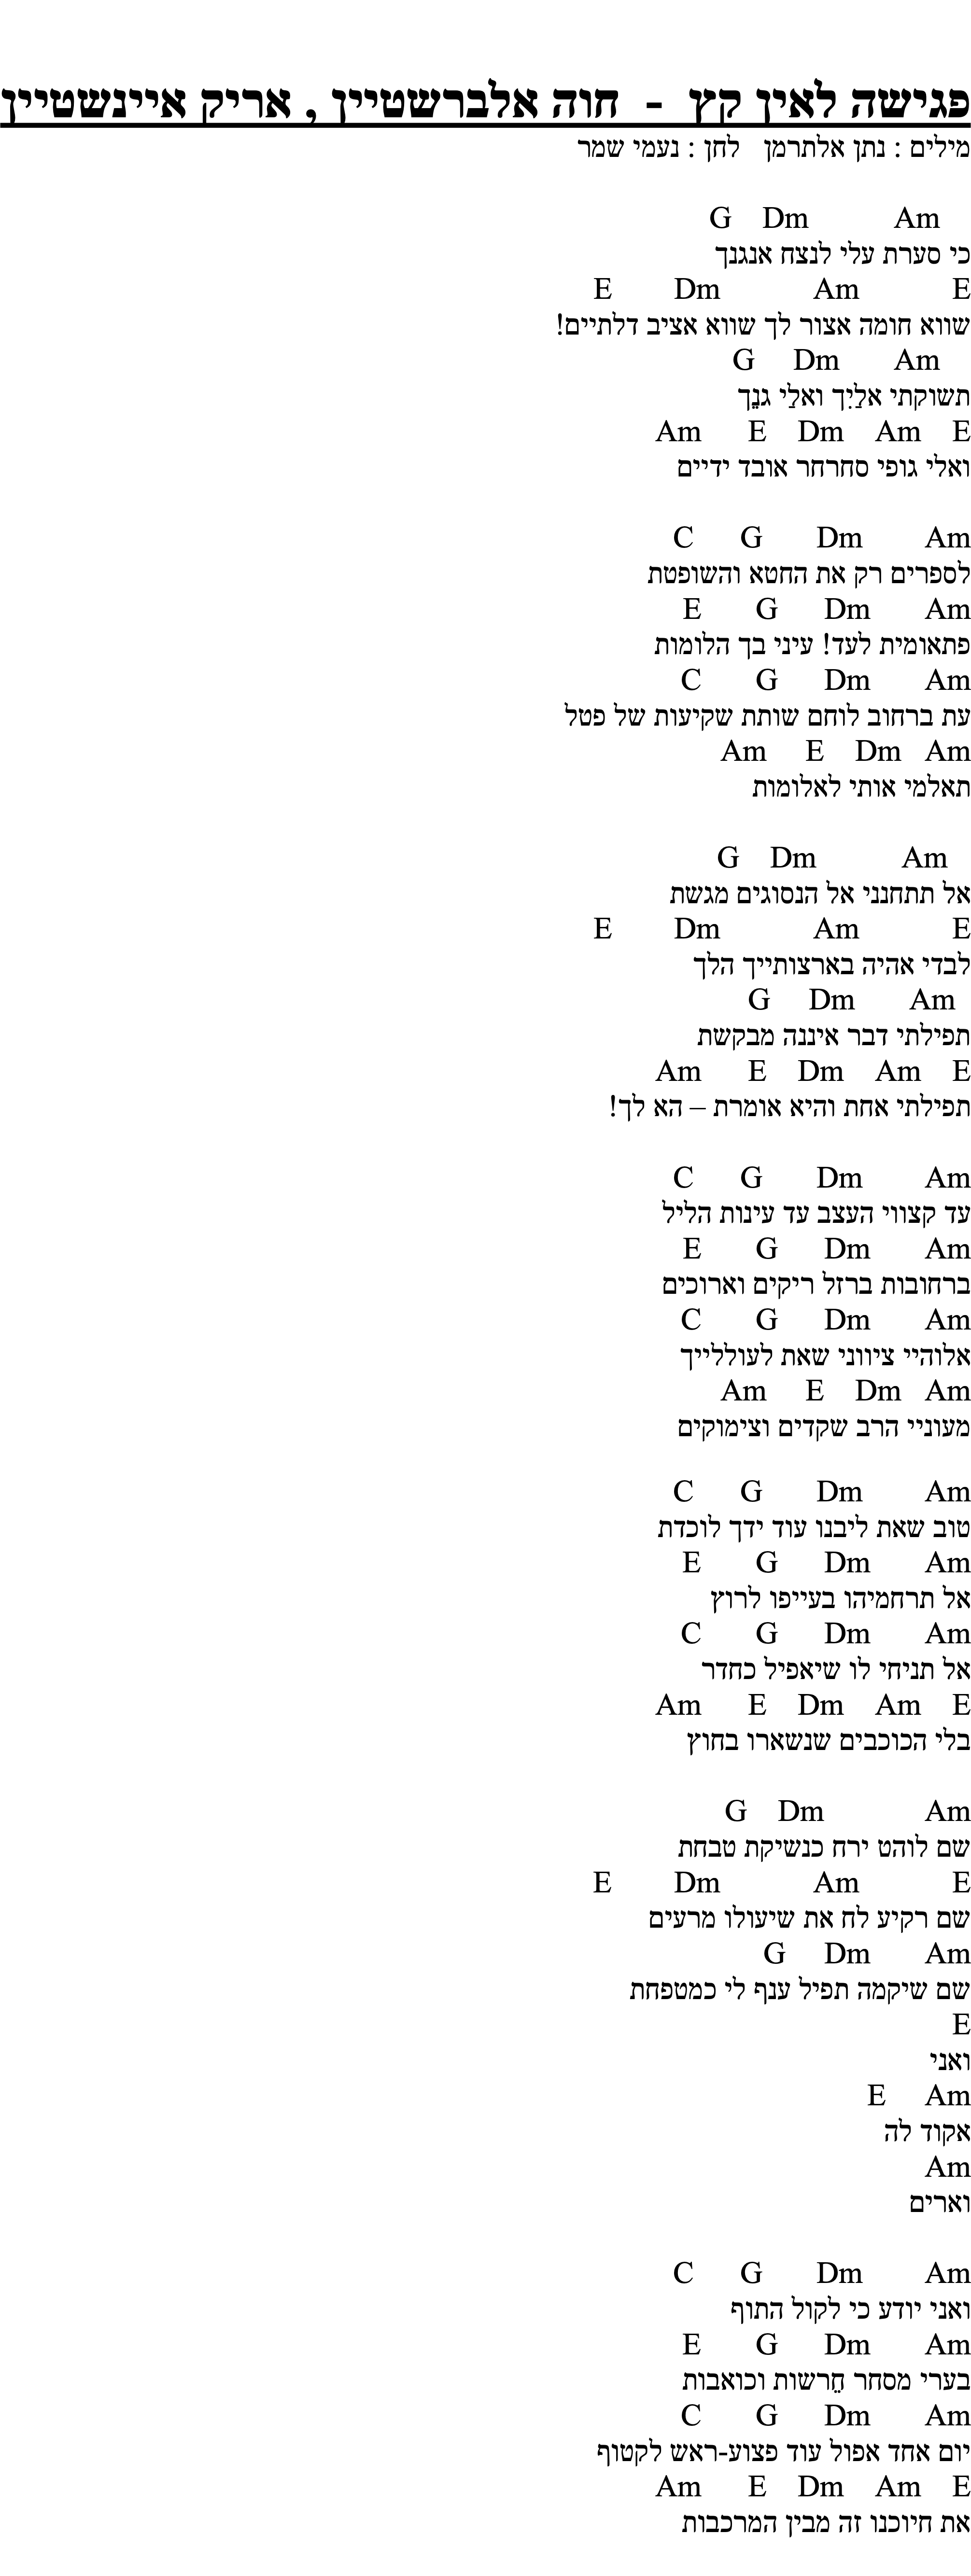 פגישה לאין קץ - חוה אלברשטיין , אריק איינשטיין
מילים : נתן אלתרמן לחן : נעמי שמר
Am Dm G
כי סערת עלי לנצח אנגנך
E Am Dm E
שווא חומה אצור לך שווא אציב דלתיים!
Am Dm G
תשוקתי אלַיִך ואלַי גנֵך
E Am Dm E Am
ואלי גופי סחרחר אובד ידיים
Am Dm G C
לספרים רק את החטא והשופטת
Am Dm G E
פתאומית לעד! עיני בך הלומות
Am Dm G C
עת ברחוב לוחם שותת שקיעות של פטל
Am Dm E Am
תאלמי אותי לאלומות
Am Dm G
אל תתחנני אל הנסוגים מגשת
E Am Dm E
לבדי אהיה בארצותייך הלך
Am Dm G
תפילתי דבר איננה מבקשת
E Am Dm E Am
תפילתי אחת והיא אומרת – הא לך!
Am Dm G C
עד קצווי העצב עד עינות הליל
Am Dm G E
ברחובות ברזל ריקים וארוכים
Am Dm G C
אלוהיי ציווני שאת לעוללייך
Am Dm E Am
מעוניי הרב שקדים וצימוקים
Am Dm G C
טוב שאת ליבנו עוד ידך לוכדת
Am Dm G E
אל תרחמיהו בעייפו לרוץ
Am Dm G C
אל תניחי לו שיאפיל כחדר
E Am Dm E Am
בלי הכוכבים שנשארו בחוץ
Am Dm G
שם לוהט ירח כנשיקת טבחת
E Am Dm E
שם רקיע לח את שיעולו מרעים
Am Dm G
שם שיקמה תפיל ענף לי כמטפחת
E
ואני
Am E
אקוד לה
Am
וארים
Am Dm G C
ואני יודע כי לקול התוף
Am Dm G E
בערי מסחר חֵרשות וכואבות
Am Dm G C
יום אחד אפול עוד פצוע-ראש לקטוף
E Am Dm E Am
את חיוכנו זה מבין המרכבות